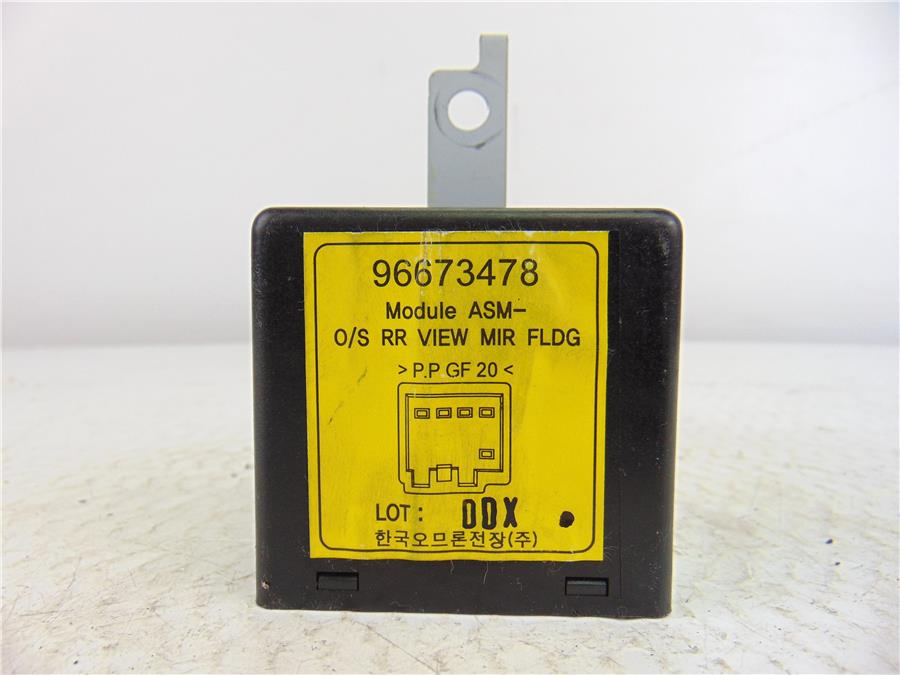 96673478
Module ASM-
O/S RR VIEW MIR FLDG
>P.P GF 20<
LOT: 00X
한국오므론전장(주)